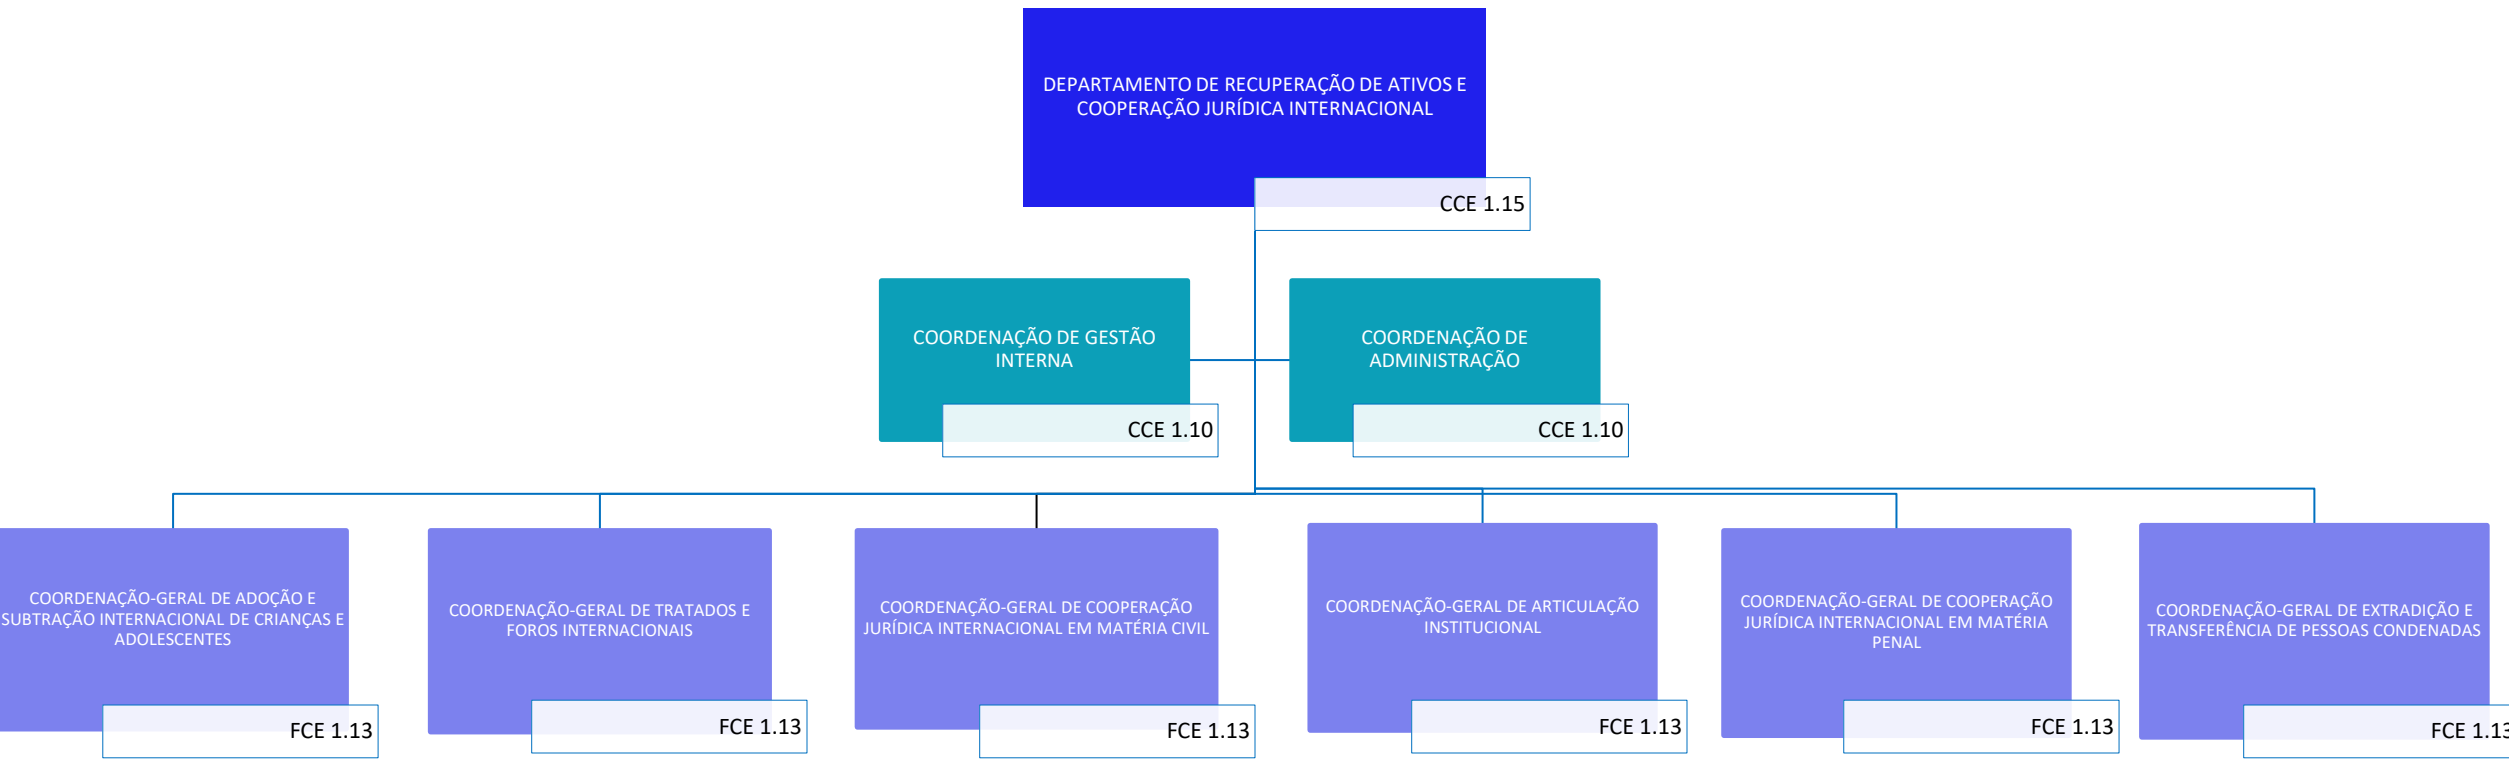 DEPARTAMENTO DE RECUPERAÇÃO DE ATIVOS E
COOPERAÇÃO JURÍDICA INTERNACIONAL
CCE 1.15
COORDENAÇÃO DE GESTÃO
INTERNA
CCE 1.10
COORDENAÇÃO DE
ADMINISTRAÇÃO
CCE 1.10
COORDENAÇÃO-GERAL DE ADOÇÃO E
SUBTRAÇÃO INTERNACIONAL DE CRIANÇAS E
ADOLESCENTES
FCE 1.13
COORDENAÇÃO-GERAL DE TRATADOS E
FOROS INTERNACIONAIS
FCE 1.13
COORDENAÇÃO-GERAL DE COOPERAÇÃO
JURÍDICA INTERNACIONAL EM MATÉRIA CIVIL
FCE 1.13
COORDENAÇÃO-GERAL DE ARTICULAÇÃO
INSTITUCIONAL
FCE 1.13
COORDENAÇÃO-GERAL DE COOPERAÇÃO
JURÍDICA INTERNACIONAL EM MATÉRIA
PENAL
FCE 1.13
COORDENAÇÃO-GERAL DE EXTRADIÇÃO E
TRANSFERÊNCIA DE PESSOAS CONDENADAS
FCE 1.13